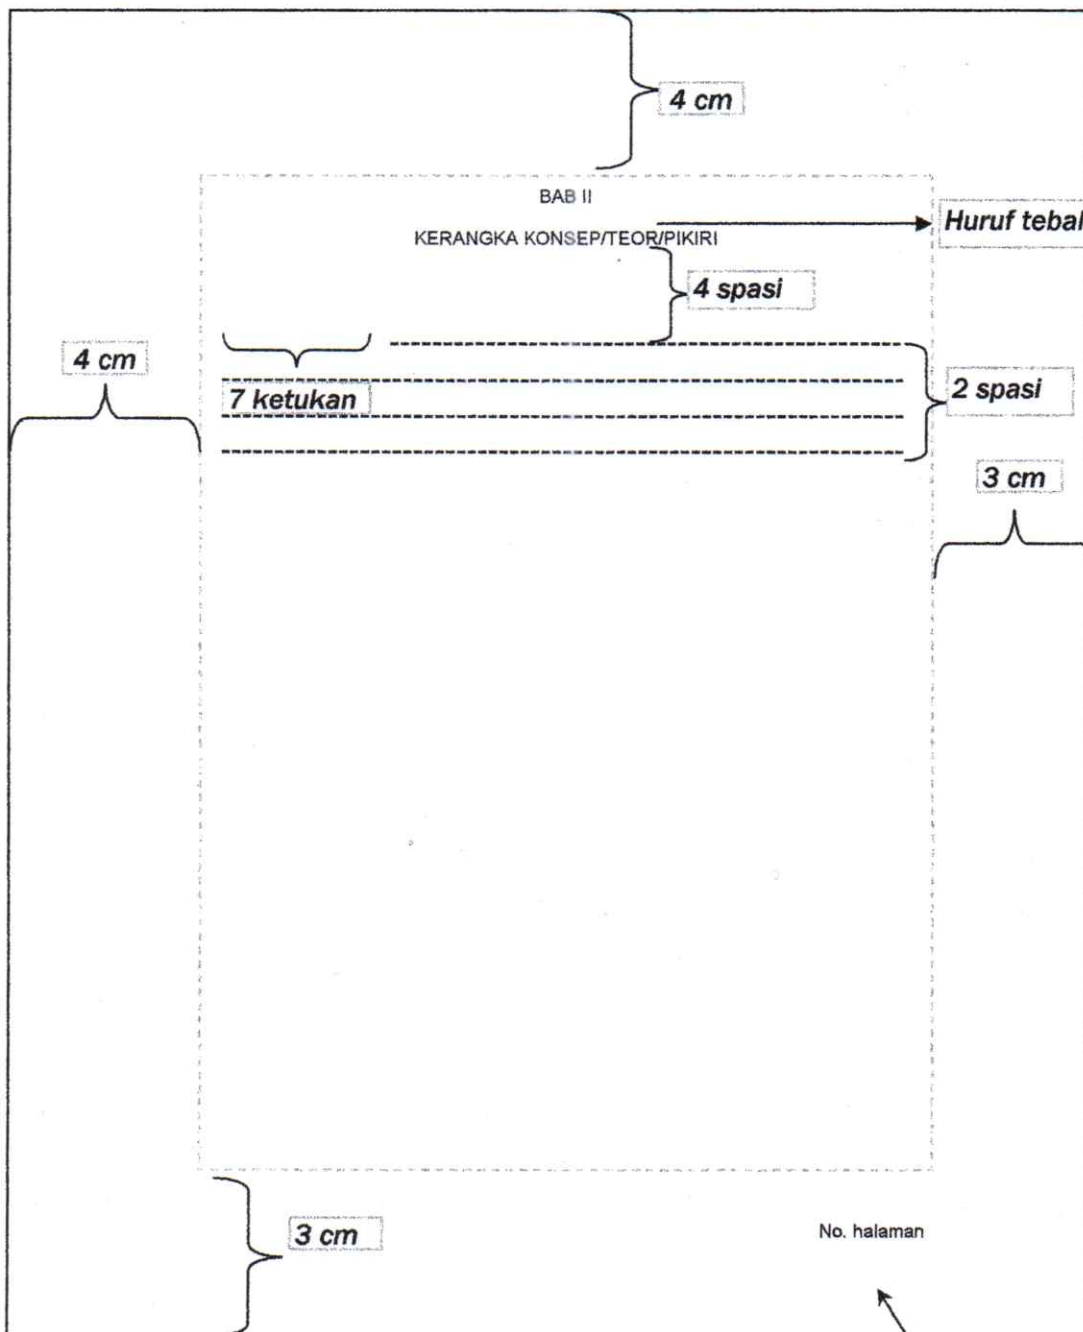 4 cm
BAB II
Huruf tebal
KERANGKA KONSEP/TEOR/PIKIRI
4 spasi
4 cm
7 ketukan
2 spasi
3 cm
3 cm
No. halaman